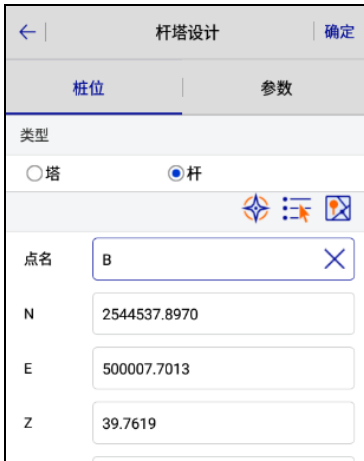 杆塔设计 确定
桩位 参数
类型
塔 杆
点名 B
N 2544537.8970
E 500007.7013
Z 39.7619